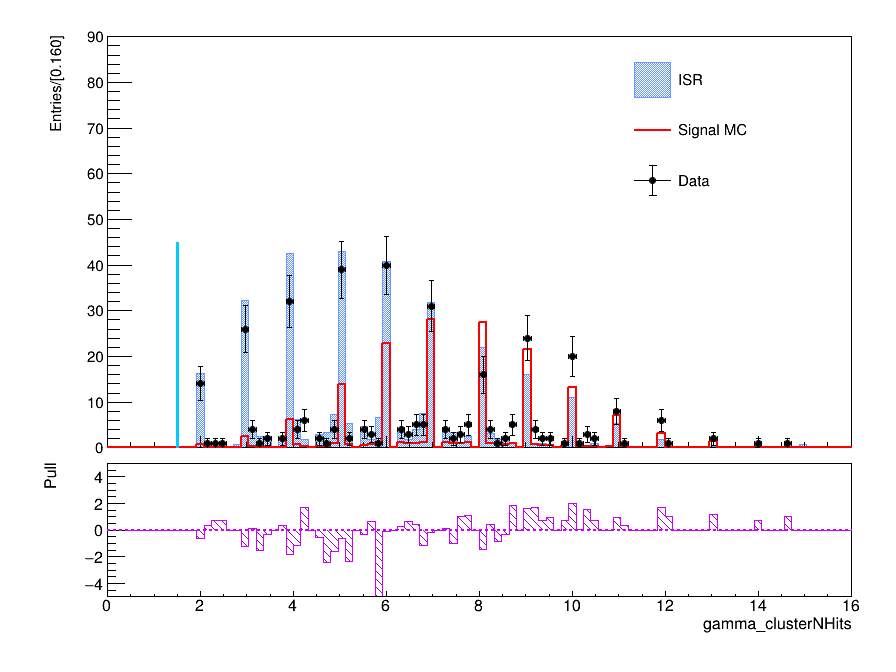 Entries/[0.160]
90
80
70
60
50
40
30
20
10
0
ISR
Signal MC
Data
Pull
4
2
0
−2
−4
0 2 4 6 8 10 12 14 16
gamma_clusterNHits